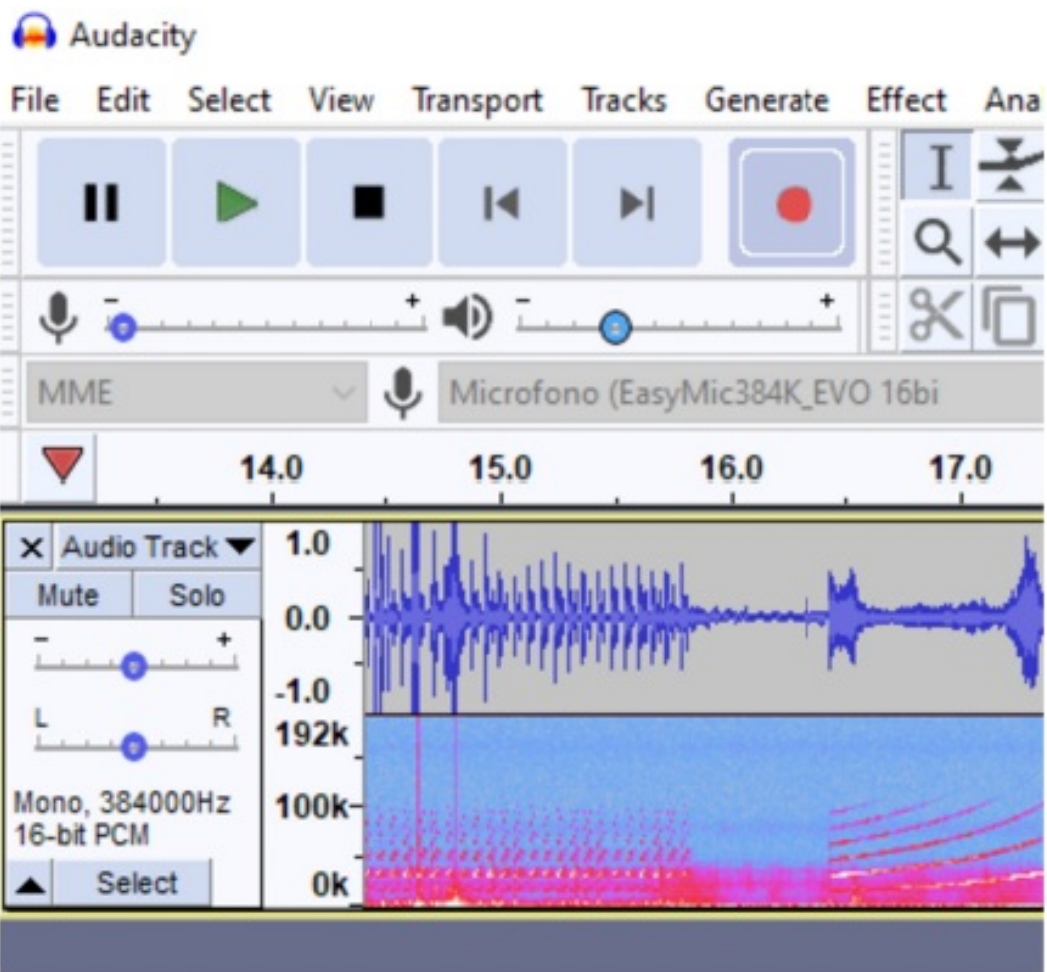 Audacity
File Edit Select View Transport Tracks Generate Effect Ana
- + - +
MME Microfono (EasyMic384K_EVO 16bi
14.0 15.0 16.0 17.0
X Audio Track 1.0
Mute Solo
0.0
- +
-1.0
L R
192k
Mono, 384000Hz 100k
16-bit PCM
Select 0k